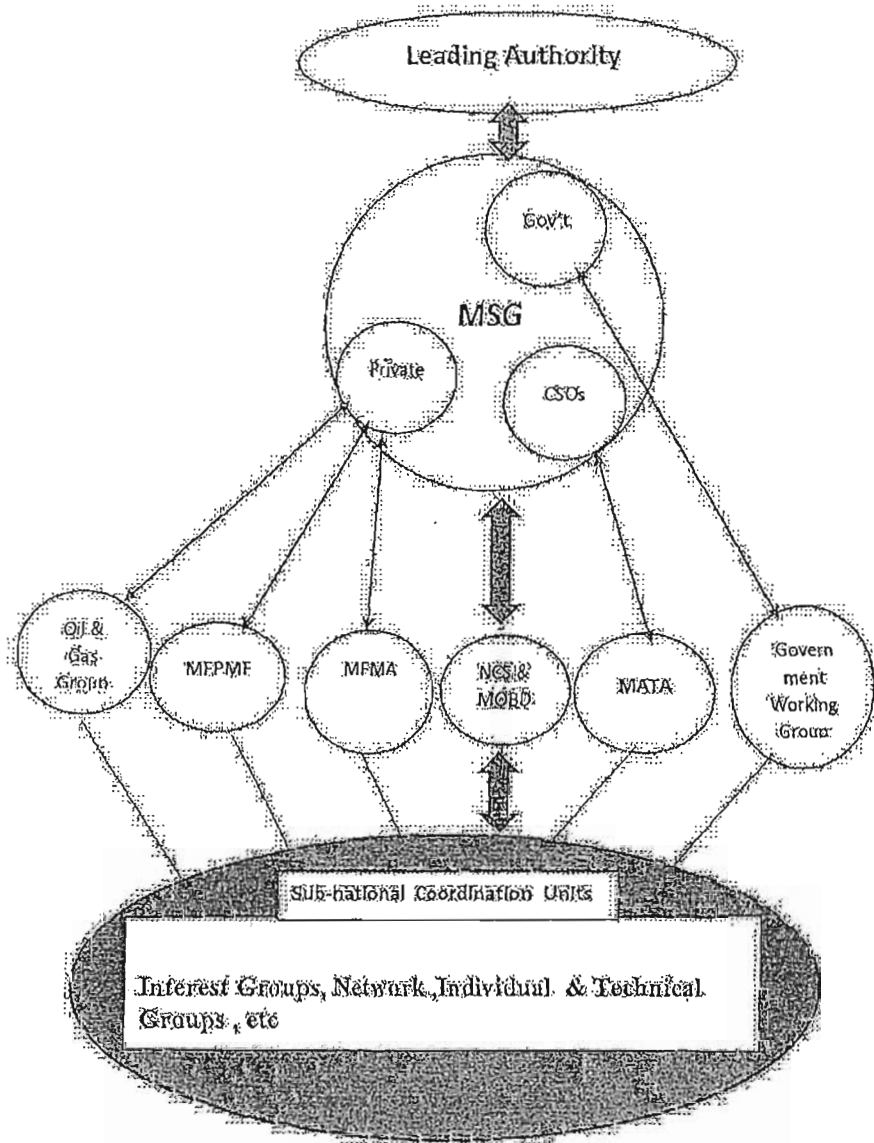 Leading Authority
Gov't.
MSG
Private
CSOs
Oil &
Gas
Group
MFPMF
MFMA
NCS &
MOBD
MATA
Govern
ment
Working
Group
Sub-national Coordination Units
Interest Groups, Network ,Individual & Technical
Groups , etc